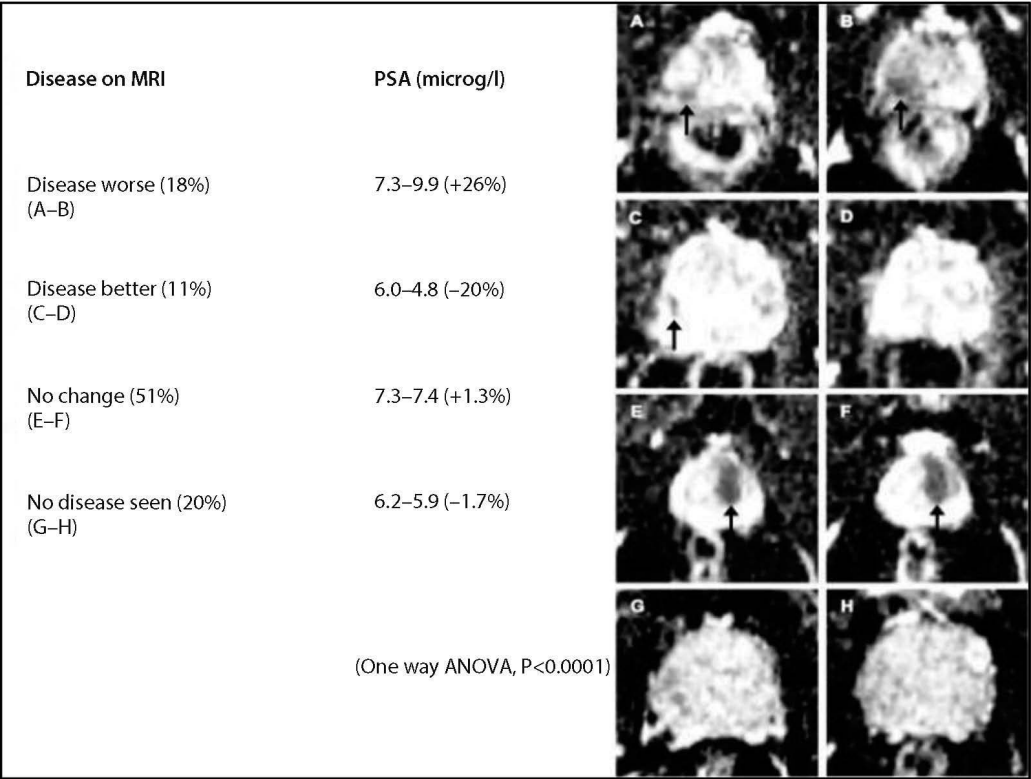 Disease on MRI PSA (microg/l)
Disease worse (18%) 7.3–9.9 (+26%)
(A–B)
Disease better (11%) 6.0–4.8 (–20%)
(C–D)
No change (51%) 7.3–7.4 (+1.3%)
(E–F)
No disease seen (20%) 6.2–5.9 (–1.7%)
(G–H)
(One way ANOVA, P<0.0001)
A B
C D
E F
G H